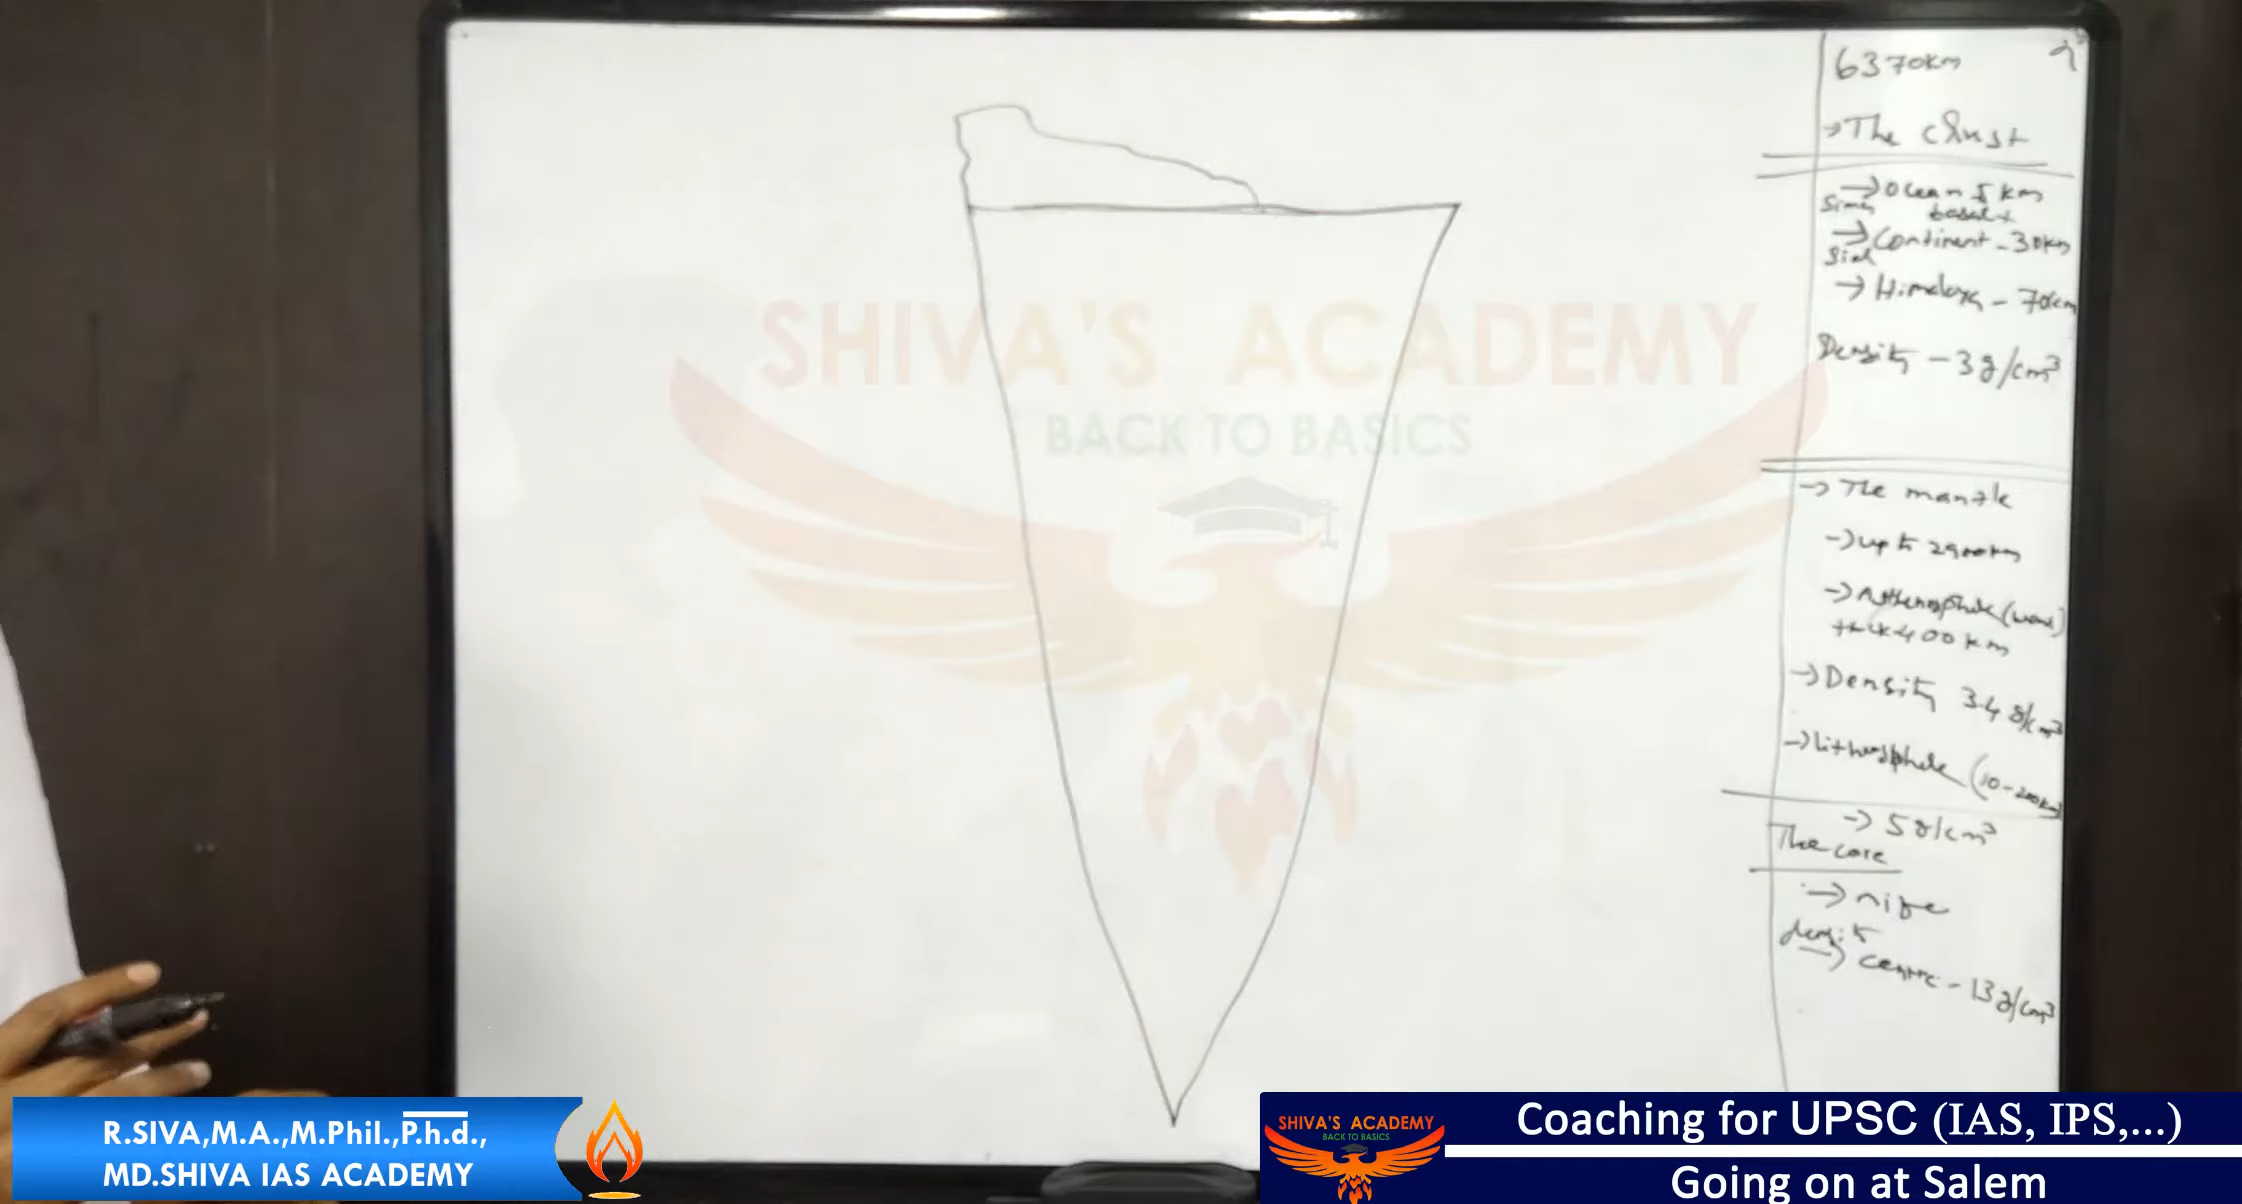 6370km
→The crust
→ocean 5 km
Sima basalt
→Continent - 30km
Sial
→Himalaya - 70km
Density - 3g/cm³
→ The mantle
→up to 2900km
→Asthenosphere (weak)
thick 400 km
→Density 3.4 g/cm³
→Lithosphere (10-200km)
→ 5g/cm³
The core
→ nife
density
→ centre - 13g/cm³
SHIVA'S ACADEMY
BACK TO BASICS
R.SIVA,M.A.,M.Phil.,P.h.d.,
MD.SHIVA IAS ACADEMY
SHIVA'S ACADEMY
BACK TO BASICS
Coaching for UPSC (IAS, IPS,...)
Going on at Salem